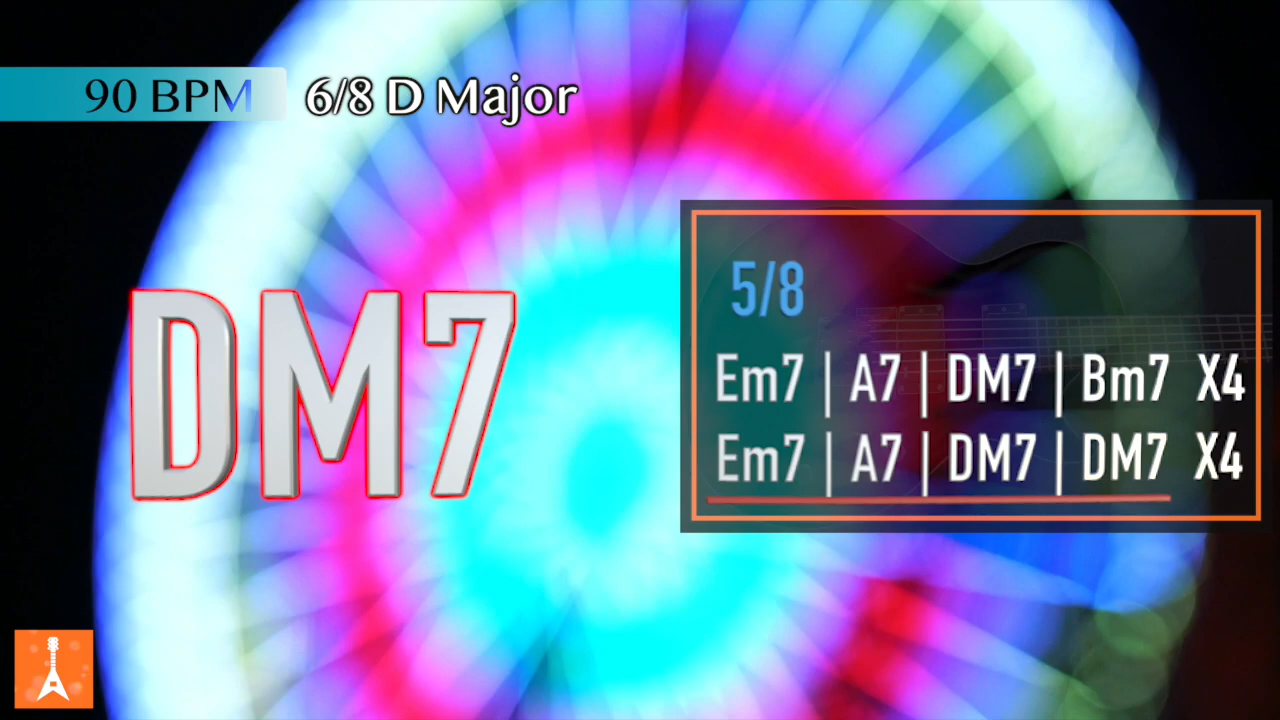 90 BPM 6/8 D Major
DM7
5/8
Em7 | A7 | DM7 | Bm7 X4
Em7 | A7 | DM7 | DM7 X4